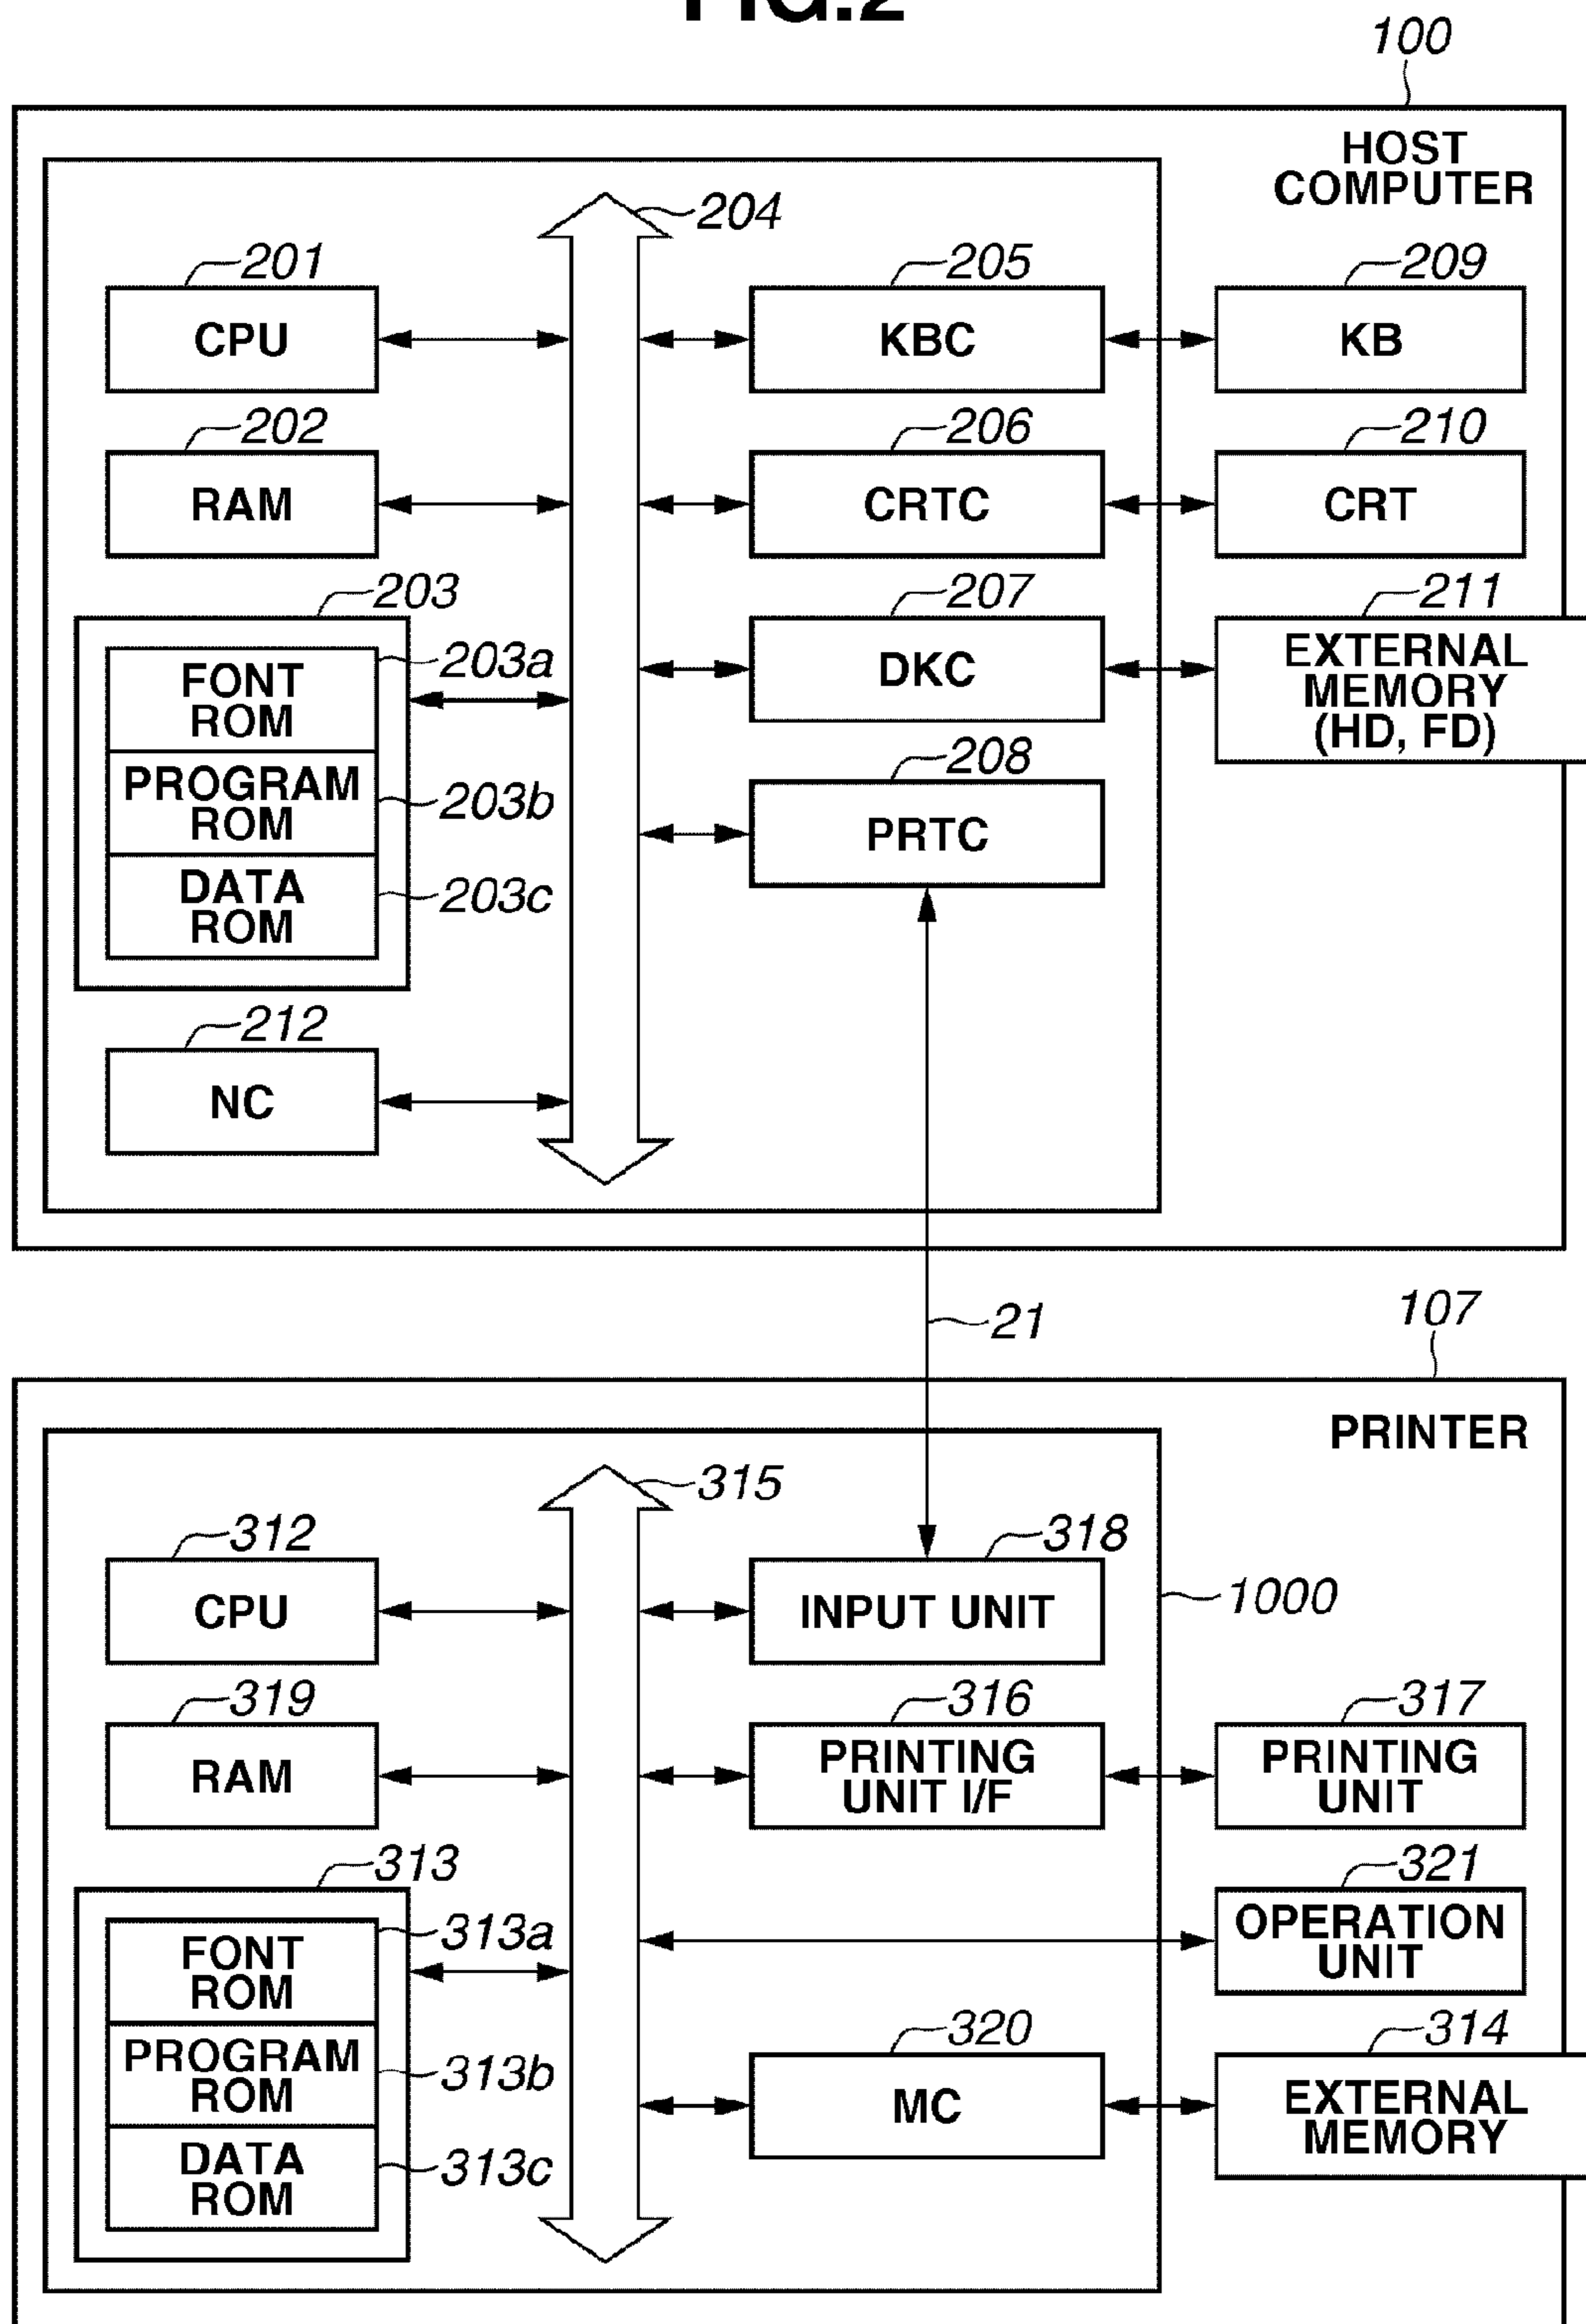 FIG.2
100
HOST
COMPUTER
204
201
205
209
CPU
KBC
KB
202
206
210
RAM
CRTC
CRT
203
207
211
203a
FONT
ROM
DKC
EXTERNAL
MEMORY
(HD, FD)
208
PROGRAM
ROM
203b
PRTC
DATA
ROM
203c
212
NC
21
107
PRINTER
315
312
318
CPU
INPUT UNIT
1000
319
316
317
RAM
PRINTING
UNIT I/F
PRINTING
UNIT
313
321
313a
FONT
ROM
OPERATION
UNIT
320
314
PROGRAM
ROM
313b
MC
EXTERNAL
MEMORY
DATA
ROM
313c